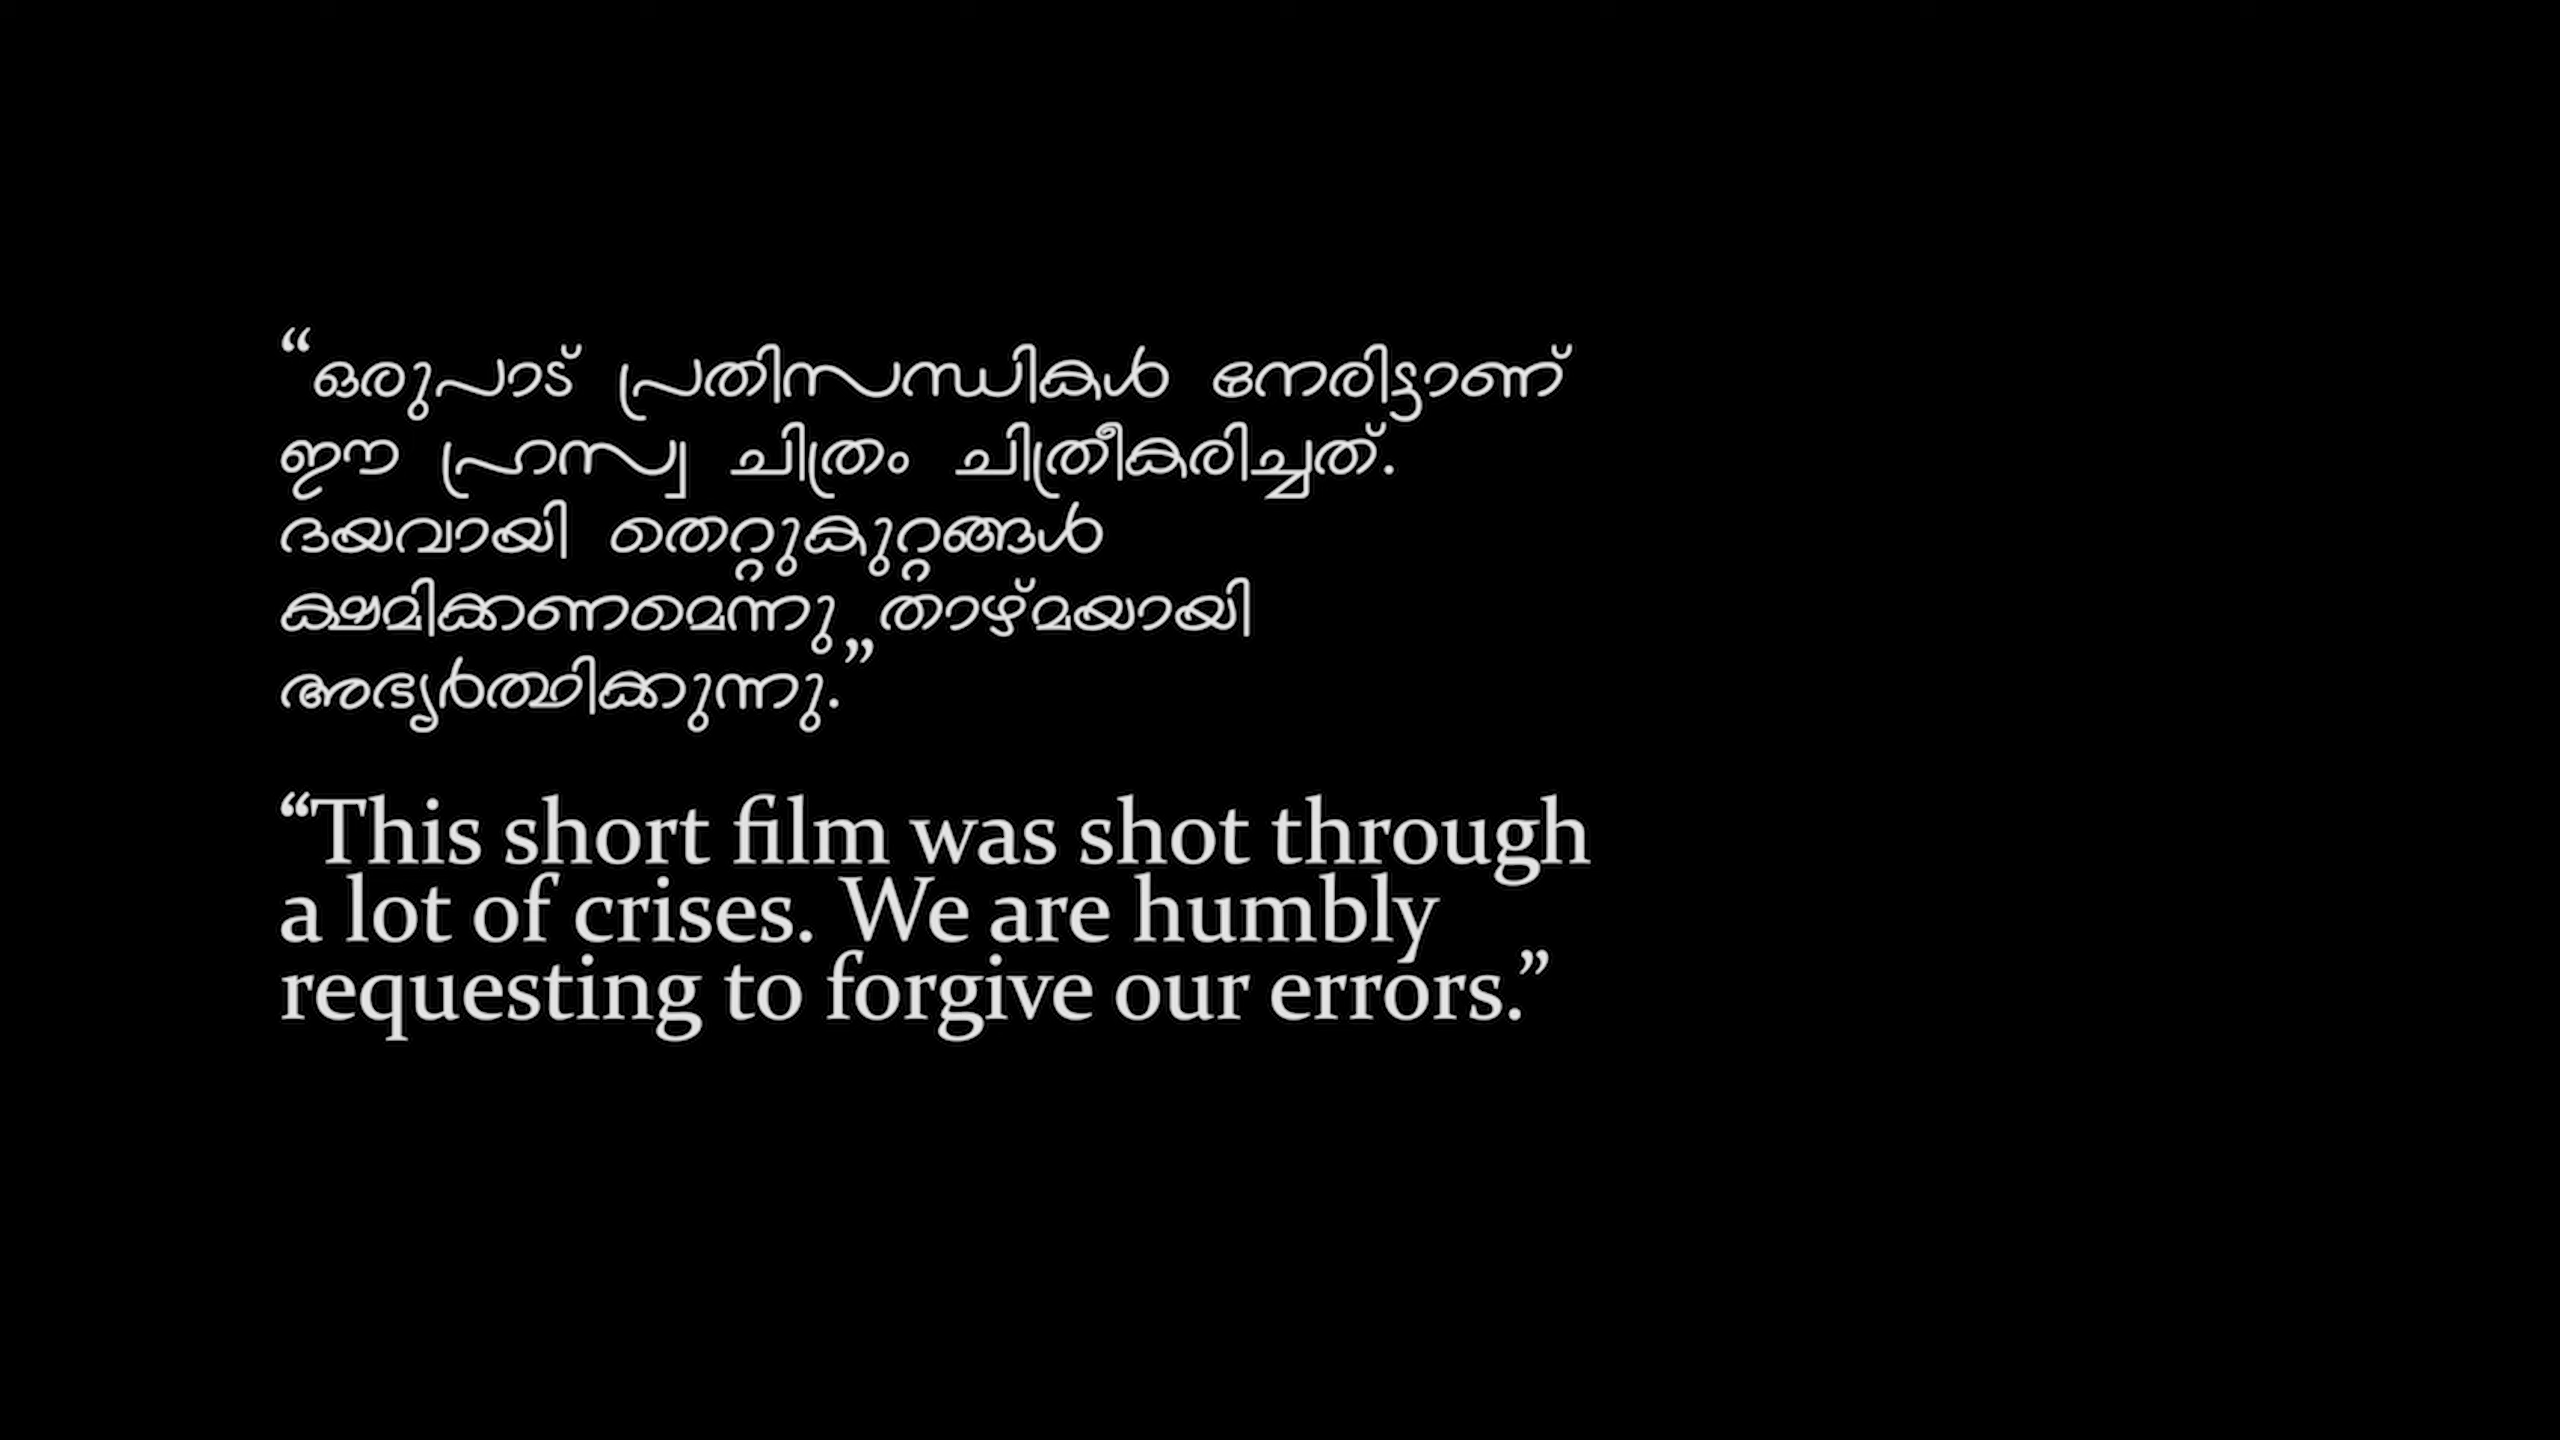 “ഒരുപാട് പ്രതിസന്ധികൾ നേരിട്ടാണ്
ഈ ഹ്രസ്വ ചിത്രം ചിത്രീകരിച്ചത്.
ദയവായി തെറ്റുകുറ്റങ്ങൾ
ക്ഷമിക്കണമെന്നു താഴ്മയായി
അഭൃർത്ഥിക്കുന്നു.”
“This short film was shot through
a lot of crises. We are humbly
requesting to forgive our errors.”